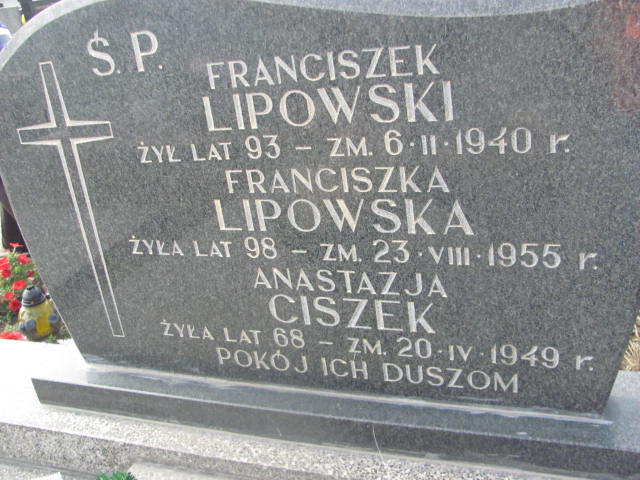 Ś. P.
FRANCISZEK
LIPOWSKI
ŻYŁ LAT 93 – ZM. 6·II·1940 r.
FRANCISZKA
LIPOWSKA
ŻYŁA LAT 98 – ZM. 23·VIII·1955 r.
ANASTAZJA
CISZEK
ŻYŁA LAT 68 – ZM. 20·IV·1949 r.
POKÓJ ICH DUSZOM